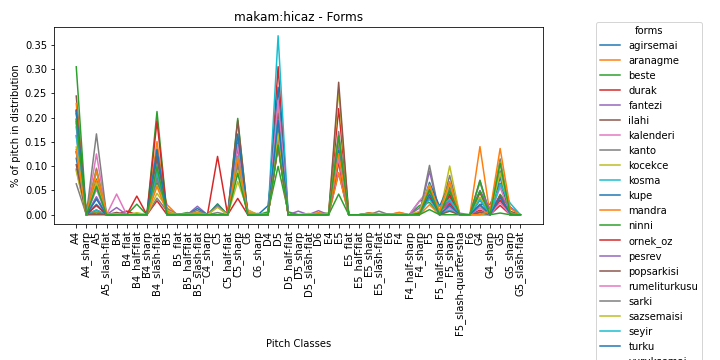 makam:hicaz - Forms
% of pitch in distribution
0.35
0.30
0.25
0.20
0.15
0.10
0.05
0.00
A4
A4_sharp
A5
A5_slash-flat
B4
B4_flat
B4_half-flat
B4_sharp
B4_slash-flat
B5
B5_flat
B5_half-flat
B5_slash-flat
C4_sharp
C5
C5_half-flat
C5_sharp
C6
C6_sharp
D4
D5
D5_half-flat
D5_sharp
D5_slash-flat
D6
E4
E5
E5_flat
E5_half-flat
E5_sharp
E5_slash-flat
E6
F4
F4_half-sharp
F4_sharp
F5
F5_half-sharp
F5_sharp
F5_slash-quarter-sha
F6
G4
G4_sharp
G5
G5_sharp
G5_slash-flat
Pitch Classes
forms
agirsemai
aranagme
beste
durak
fantezi
ilahi
kalenderi
kanto
kocekce
kosma
kupe
mandra
ninni
ornek_oz
pesrev
popsarkisi
rumeliturkusu
sarki
sazsemaisi
seyir
turku